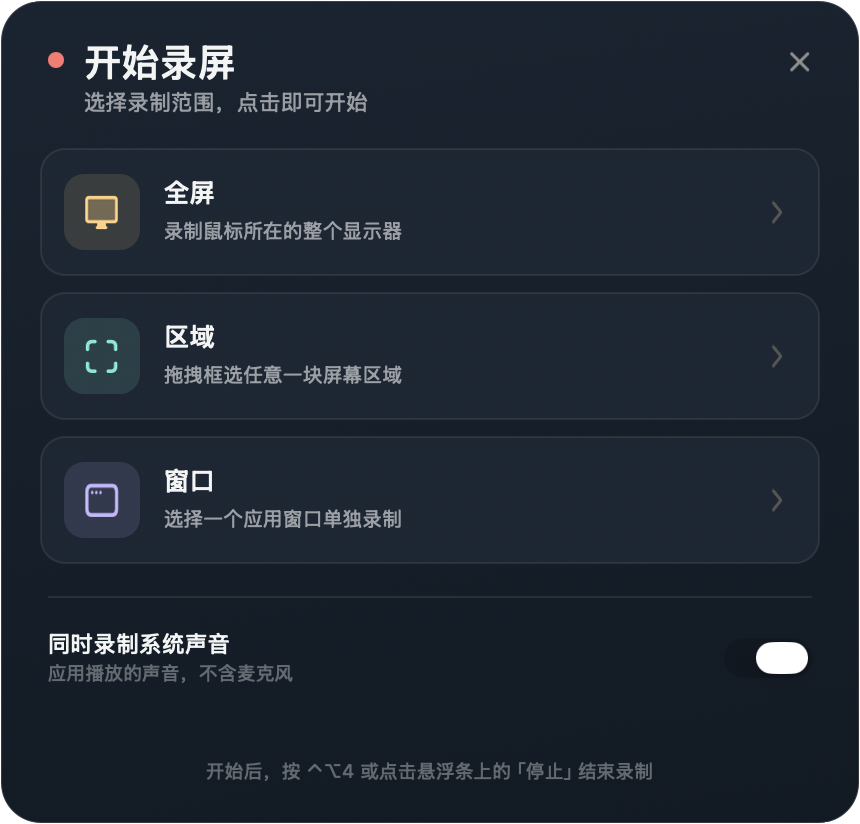 开始录屏
选择录制范围，点击即可开始
全屏
录制鼠标所在的整个显示器
区域
拖拽框选任意一块屏幕区域
窗口
选择一个应用窗口单独录制
同时录制系统声音
应用播放的声音，不含麦克风
开始后，按 ⌃⌥4 或点击悬浮条上的「停止」结束录制